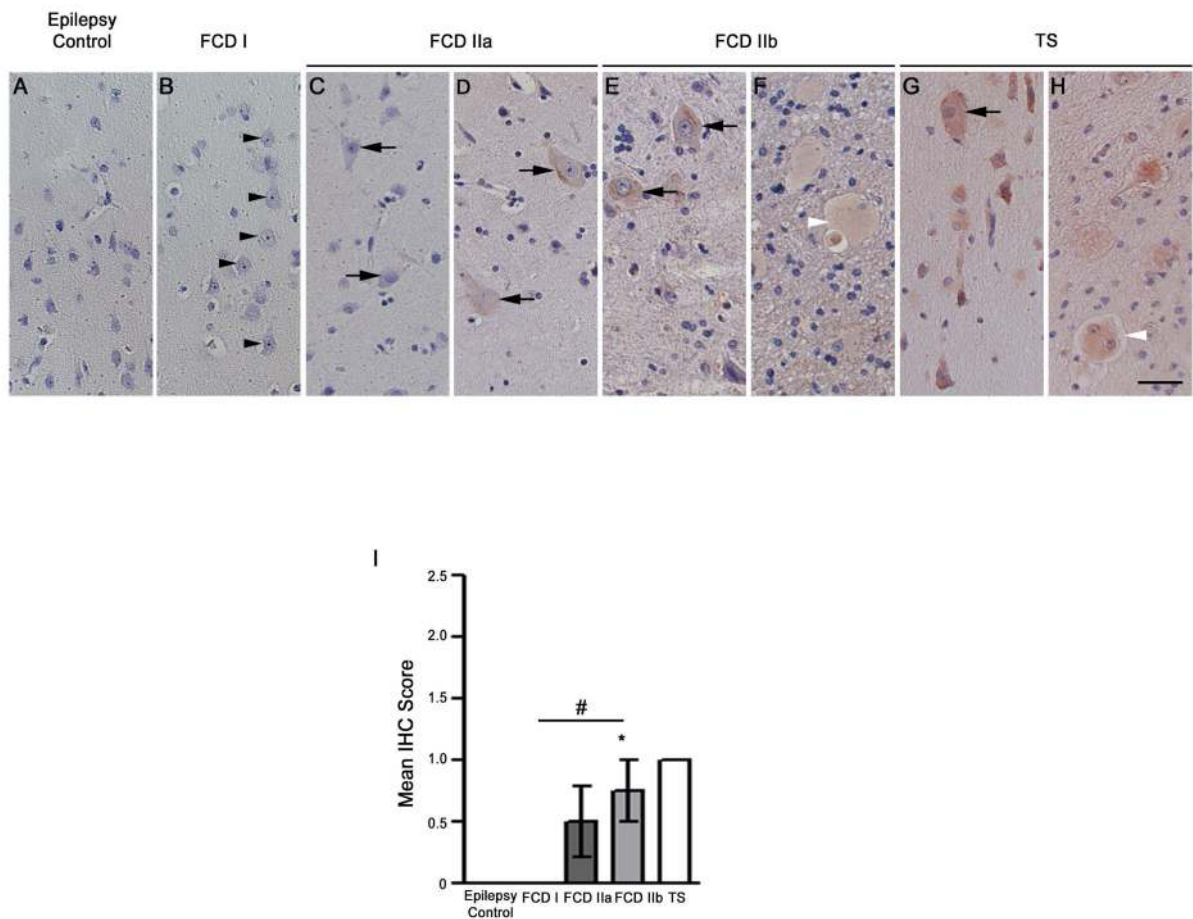 Epilepsy
Control
FCD I
FCD IIa
FCD IIb
TS
A
B
C
D
E
F
G
H
I
2.5
2.0
1.5
1.0
0.5
0
Mean IHC Score
#
*
Epilepsy
Control
FCD I
FCD IIa
FCD IIb
TS